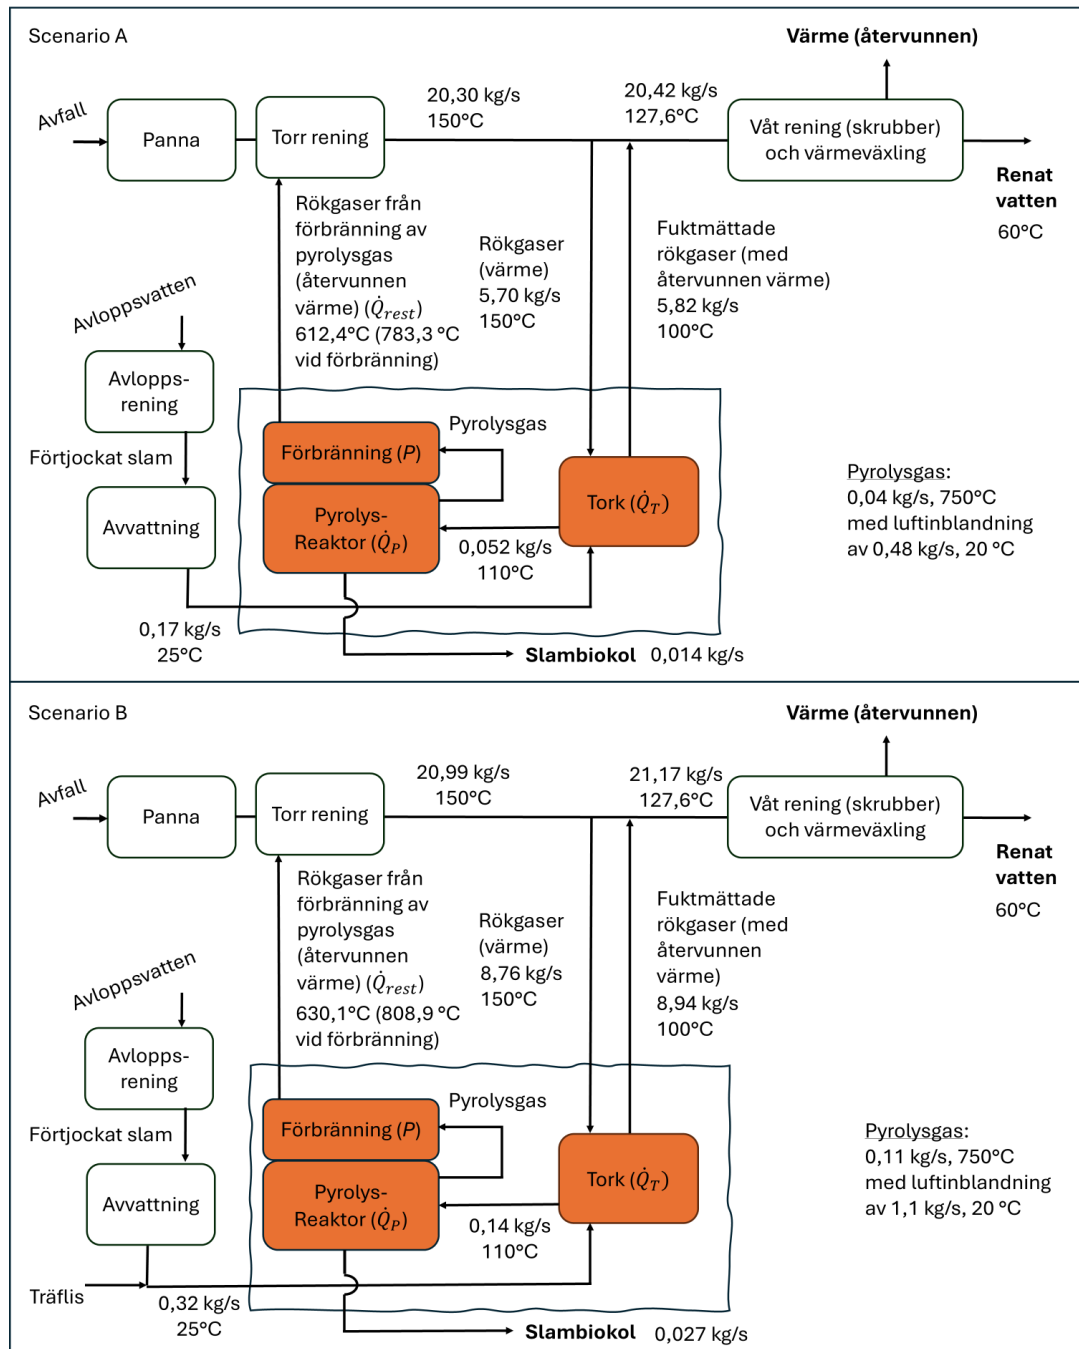 Scenario A
Värme (återvunnen)
Avfall
Panna
Torr rening
20,30 kg/s
150°C
20,42 kg/s
127,6°C
Våt rening (skrubber)
och värmeväxling
Renat
vatten
60°C
Rökgaser från
förbränning av
pyrolysgas
(återvunnen
värme) (Q̇rest)
612,4°C (783,3 °C
vid förbränning)
Rökgaser
(värme)
5,70 kg/s
150°C
Fuktmättade
rökgaser (med
återvunnen värme)
5,82 kg/s
100°C
Avloppsvatten
Avlopps-
rening
Förtjockat slam
Avvattning
0,17 kg/s
25°C
Förbränning (P)
Pyrolysgas
Pyrolys-
Reaktor (Q̇P)
Tork (Q̇T)
0,052 kg/s
110°C
Pyrolysgas:
0,04 kg/s, 750°C
med luftinblandning
av 0,48 kg/s, 20 °C
Slambiokol 0,014 kg/s
Scenario B
Värme (återvunnen)
Avfall
Panna
Torr rening
20,99 kg/s
150°C
21,17 kg/s
127,6°C
Våt rening (skrubber)
och värmeväxling
Renat
vatten
60°C
Rökgaser från
förbränning av
pyrolysgas
(återvunnen
värme) (Q̇rest)
630,1°C (808,9 °C
vid förbränning)
Rökgaser
(värme)
8,76 kg/s
150°C
Fuktmättade
rökgaser (med
återvunnen
värme)
8,94 kg/s
100°C
Avloppsvatten
Avlopps-
rening
Förtjockat slam
Avvattning
Träflis
0,32 kg/s
25°C
Förbränning (P)
Pyrolysgas
Pyrolys-
Reaktor (Q̇P)
Tork (Q̇T)
0,14 kg/s
110°C
Pyrolysgas:
0,11 kg/s, 750°C
med luftinblandning
av 1,1 kg/s, 20 °C
Slambiokol 0,027 kg/s